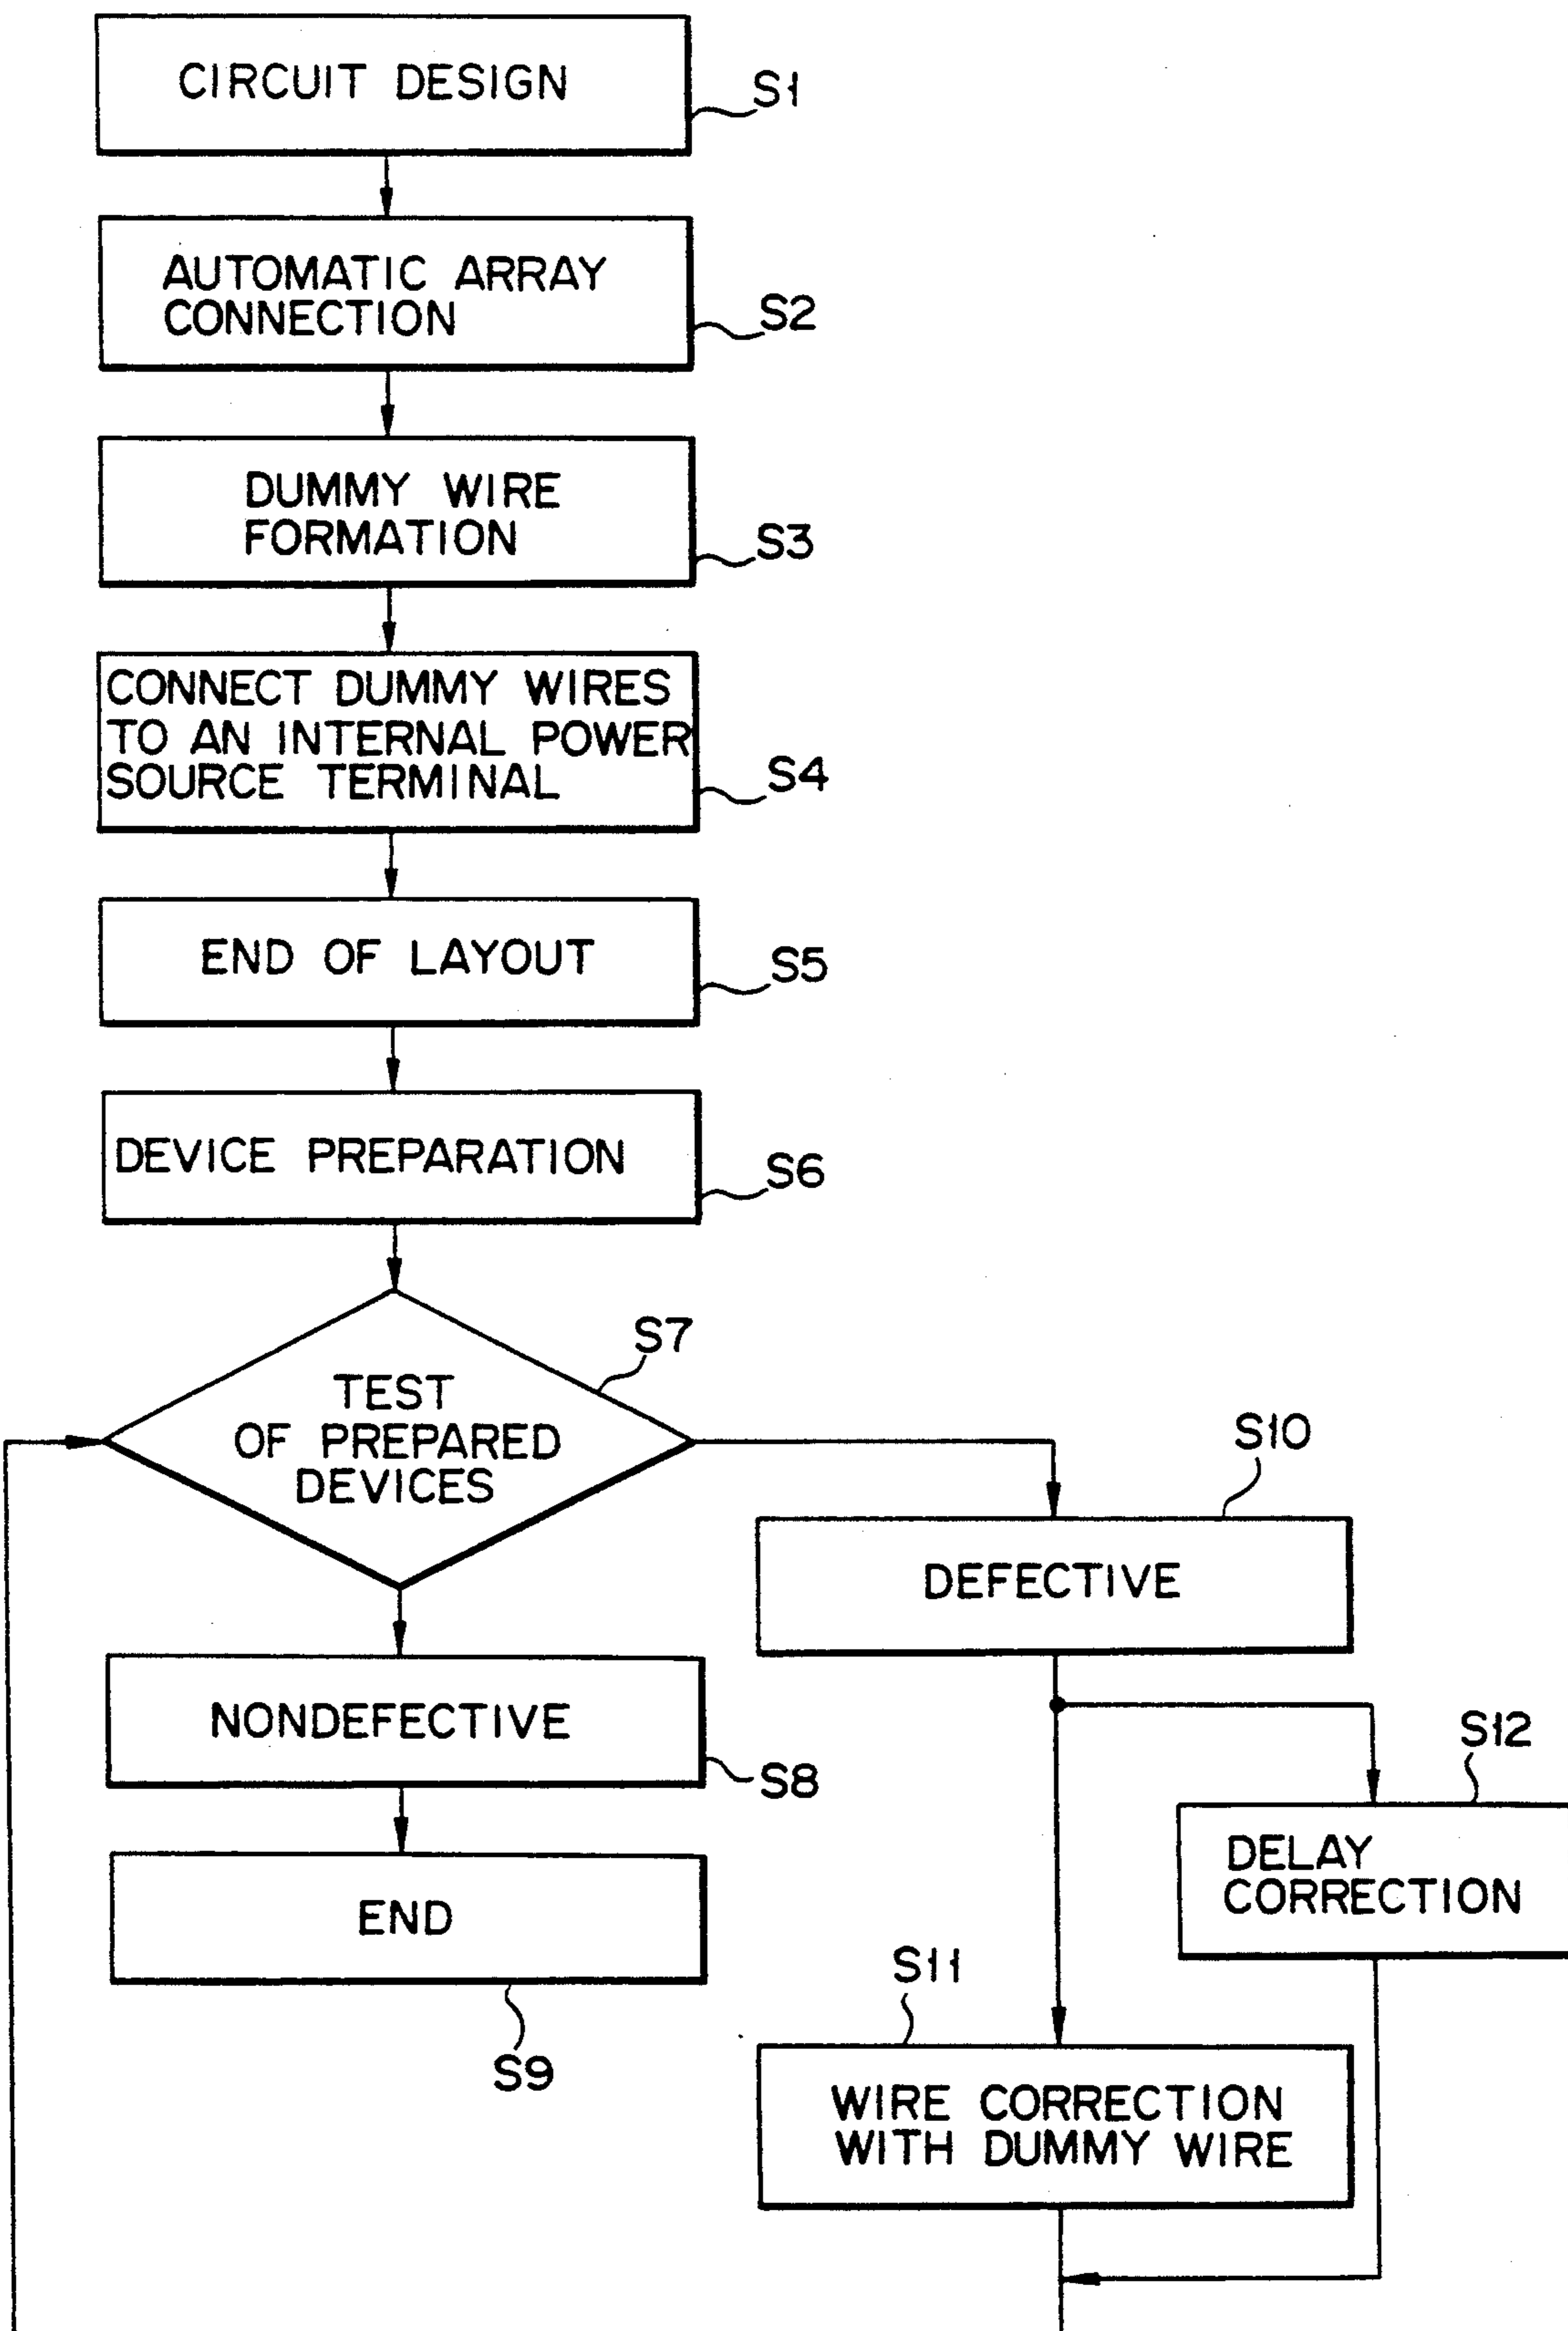 CIRCUIT DESIGN
S1
AUTOMATIC ARRAY
CONNECTION
S2
DUMMY WIRE
FORMATION
S3
CONNECT DUMMY WIRES
TO AN INTERNAL POWER
SOURCE TERMINAL
S4
END OF LAYOUT
S5
DEVICE PREPARATION
S6
S7
TEST
OF PREPARED
DEVICES
S10
DEFECTIVE
NONDEFECTIVE
S8
S12
DELAY
CORRECTION
END
S9
S11
WIRE CORRECTION
WITH DUMMY WIRE